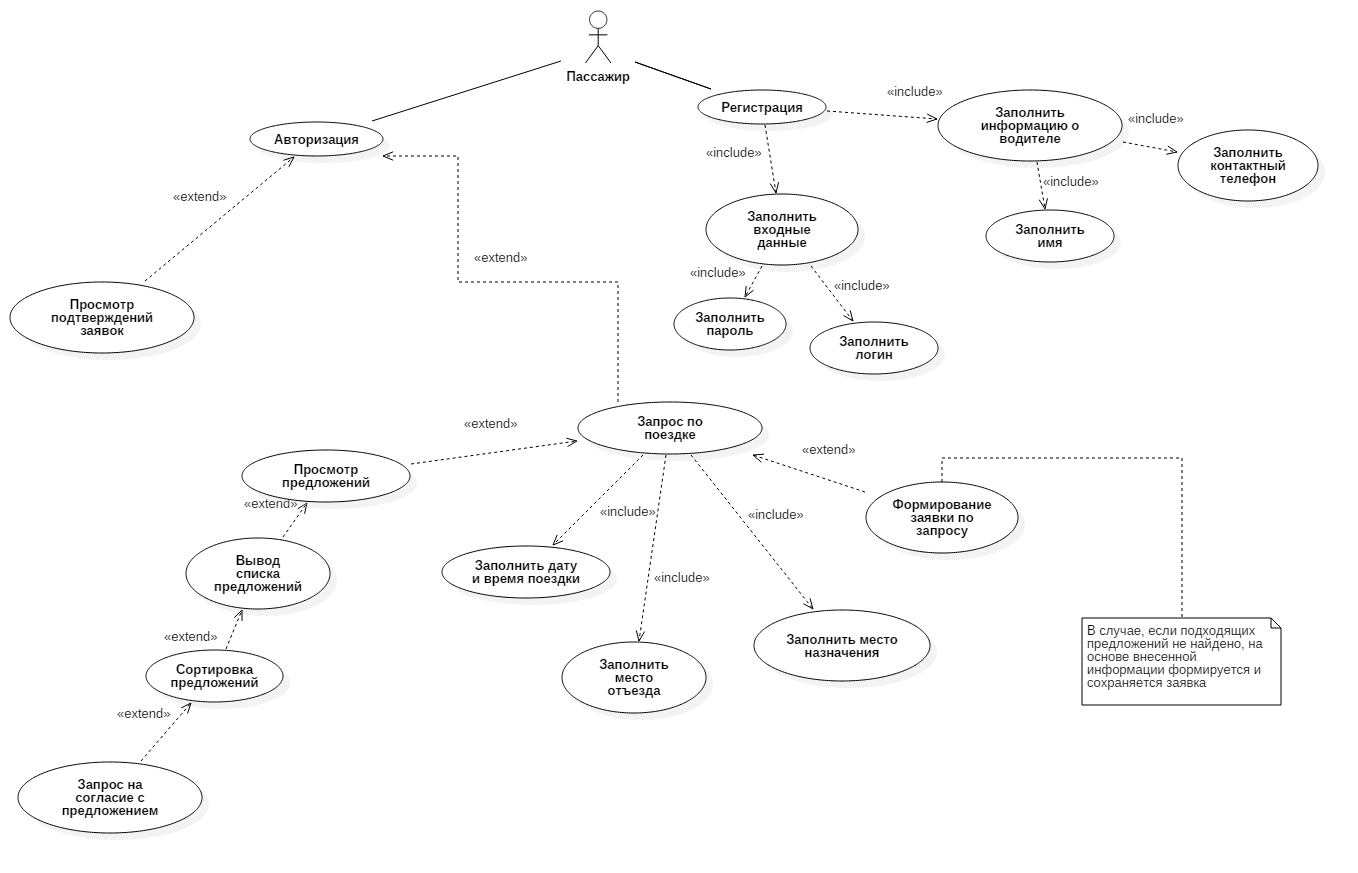 Пассажир
Авторизация
Регистрация
«include»
Заполнить
информацию о
водителе
«include»
Заполнить
контактный
телефон
«include»
Заполнить
имя
«include»
Заполнить
входные
данные
«include»
Заполнить
пароль
«include»
Заполнить
логин
«extend»
Просмотр
подтверждений
заявок
«extend»
Запрос по
поездке
«extend»
Просмотр
предложений
«extend»
Вывод
списка
предложений
«extend»
Сортировка
предложений
«extend»
Запрос на
согласие с
предложением
«include»
Заполнить дату
и время поездки
«include»
Заполнить
место
отъезда
«include»
Заполнить место
назначения
«extend»
Формирование
заявки по
запросу
В случае, если подходящих
предложений не найдено, на
основе внесенной
информации формируется и
сохраняется заявка